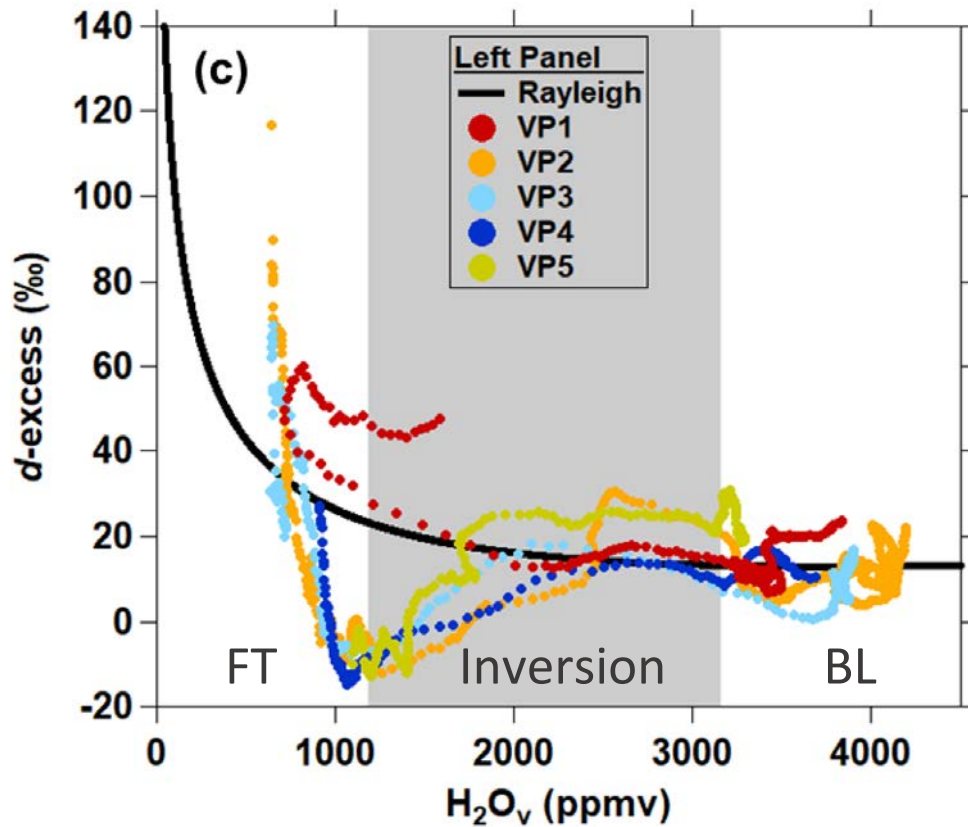 140
120
100
80
60
40
20
0
-20
d-excess (‰)
(c)
Left Panel
Rayleigh
VP1
VP2
VP3
VP4
VP5
FT Inversion BL
0 1000 2000 3000 4000
H₂Oᵥ (ppmv)